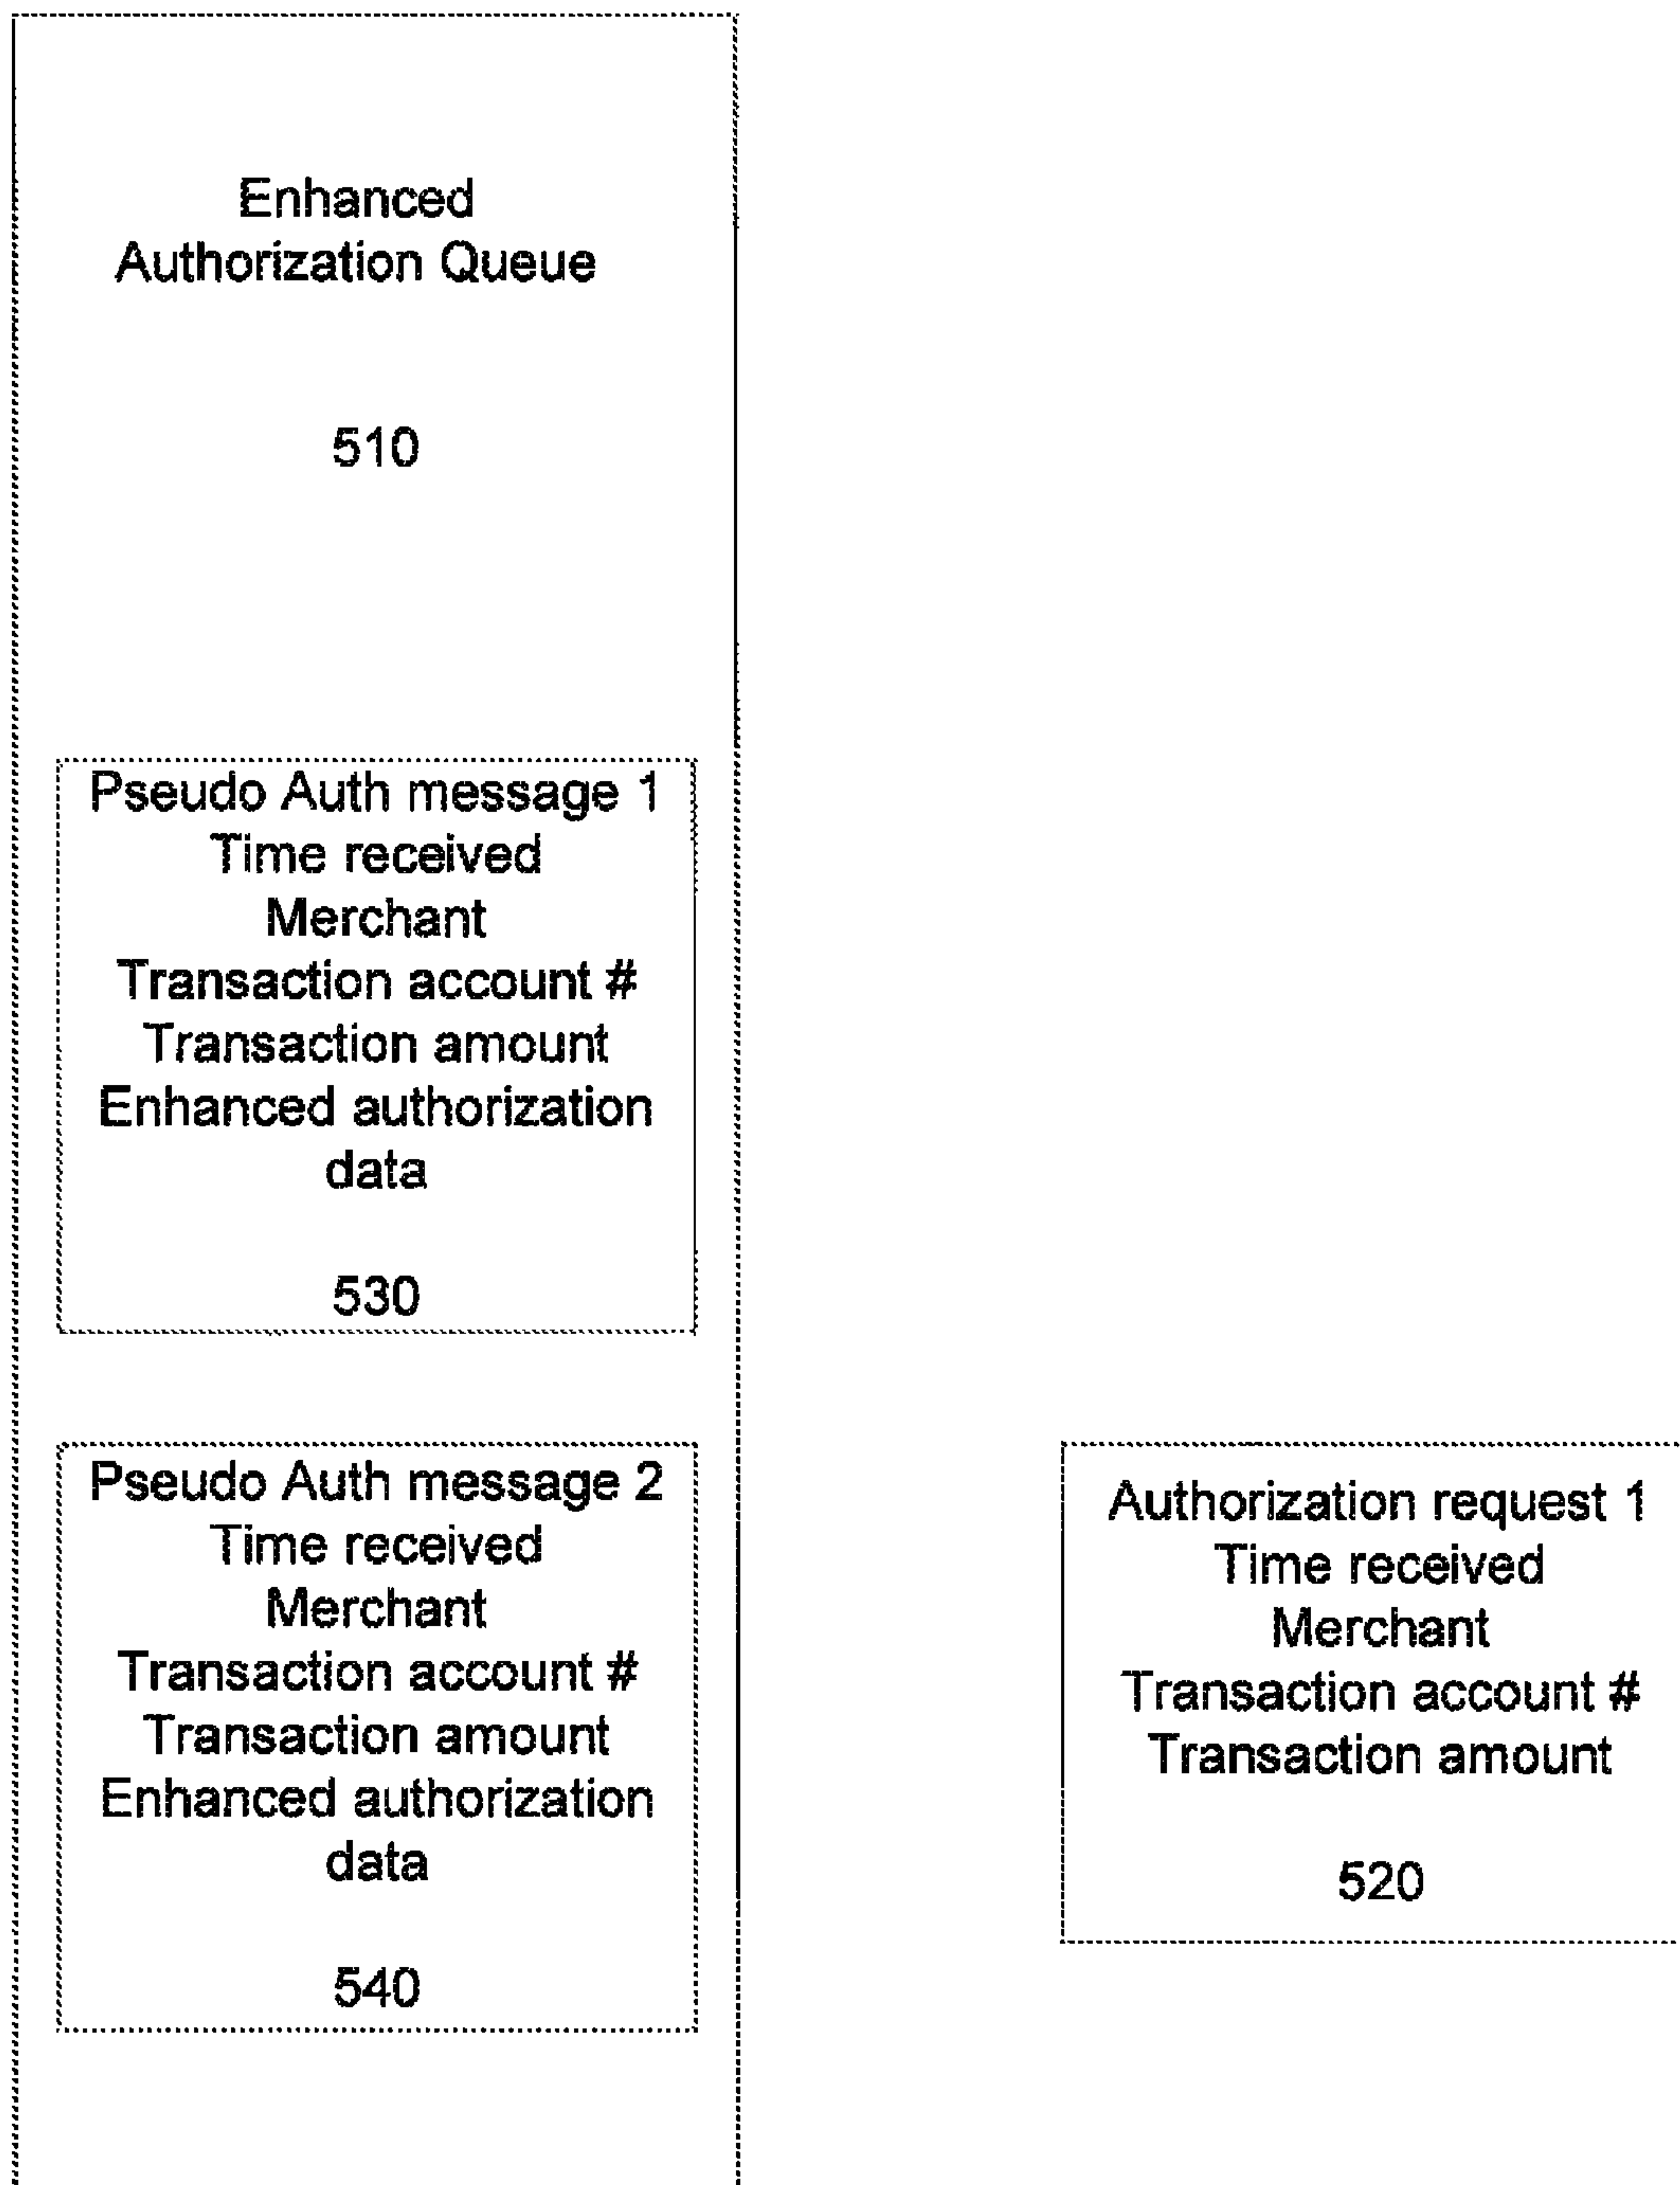 Enhanced
Authorization Queue
510
Pseudo Auth message 1
Time received
Merchant
Transaction account #
Transaction amount
Enhanced authorization
data
530
Pseudo Auth message 2
Time received
Merchant
Transaction account #
Transaction amount
Enhanced authorization
data
540
Authorization request 1
Time received
Merchant
Transaction account #
Transaction amount
520